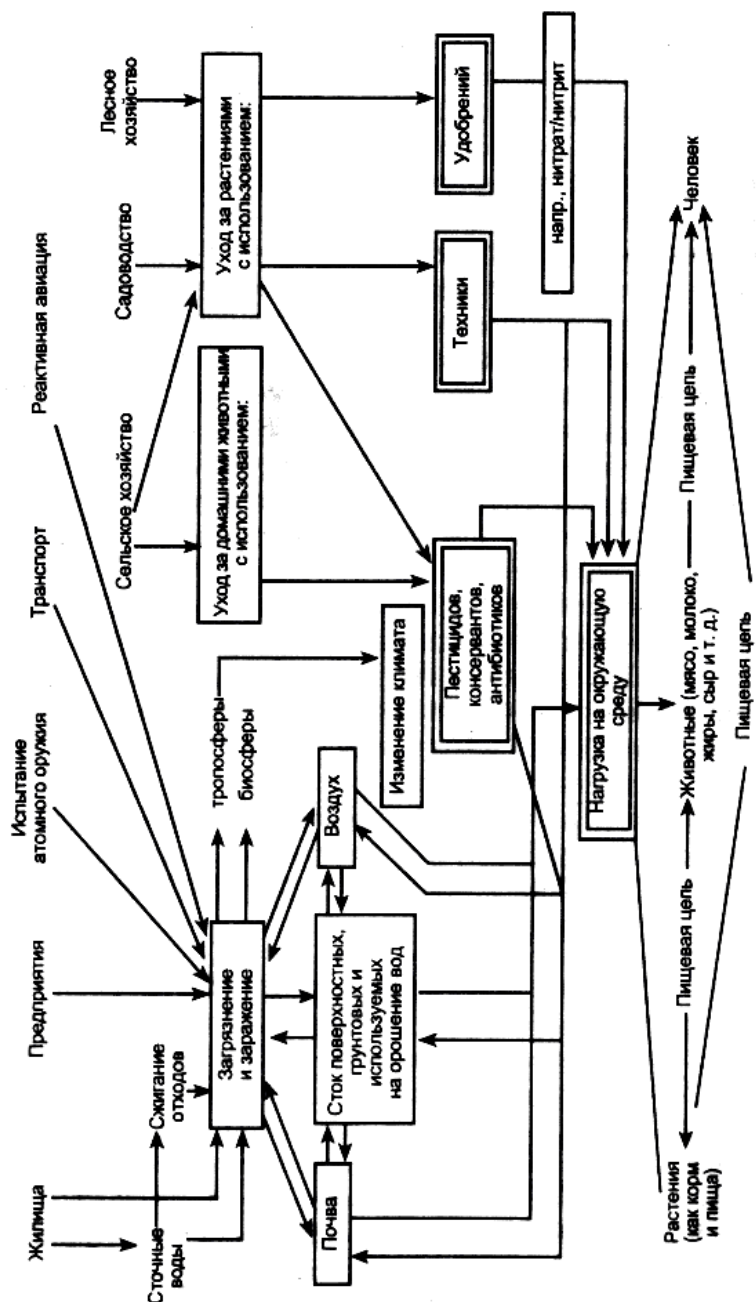 Жилища
Предприятия
Испытание
атомного оружия
Транспорт
Реактивная авиация
Сточные
воды
Сжигание
отходов
Сельское хозяйство
Садоводство
Лесное
хозяйство
Загрязнение
и заражение
тропосферы
биосферы
Уход за домашними животными
с использованием:
Уход за растениями
с использованием:
Почва
Сток поверхностных,
грунтовых и
используемых
на орошение вод
Воздух
Изменение климата
Пестицидов,
консервантов,
антибиотиков
Техники
Удобрений
напр., нитрат/нитрит
Нагрузка на окружающую
среду
Растения
(как корм
и пища)
Пищевая цепь
Животные (мясо, молоко,
жиры, сыр и т. д.)
Пищевая цепь
Человек
Пищевая цепь